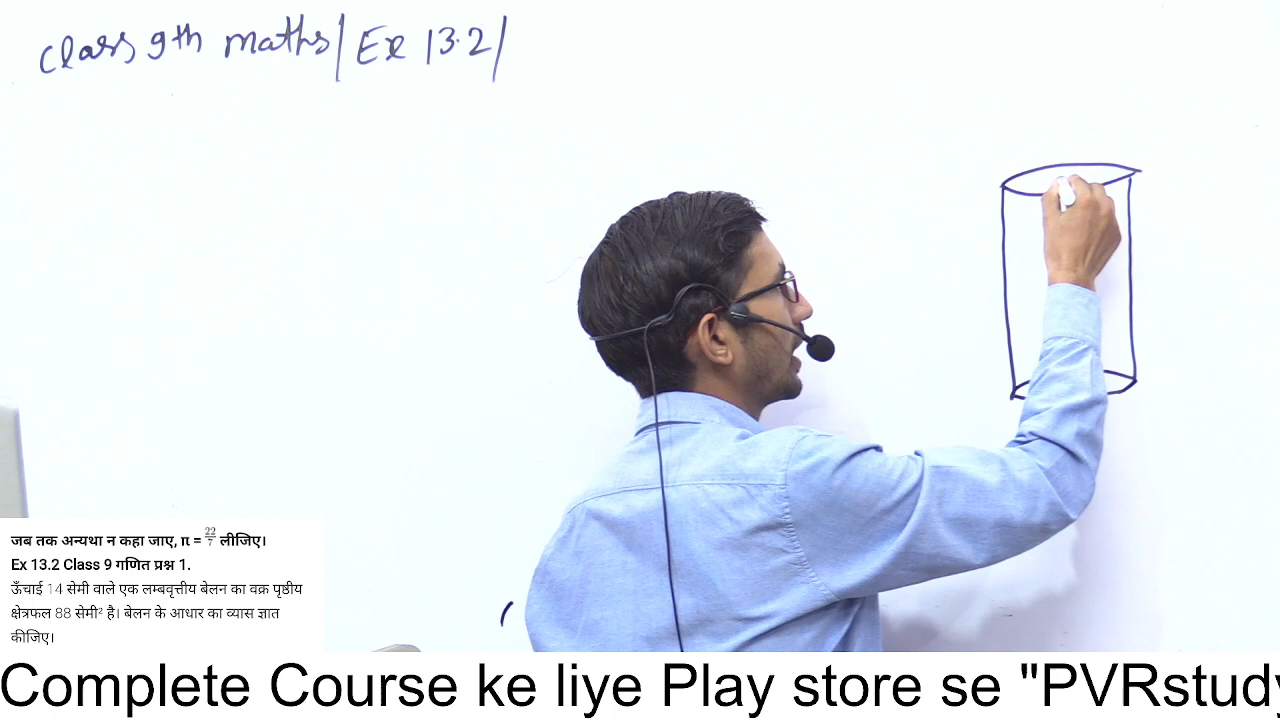 class 9th maths/ Ex 13.2/
जब तक अन्यथा न कहा जाए, π = 22/7 लीजिए।
Ex 13.2 Class 9 गणित प्रश्न 1.
ऊँचाई 14 सेमी वाले एक लम्बवृत्तीय बेलन का वक्र पृष्ठीय
क्षेत्रफल 88 सेमी² है। बेलन के आधार का व्यास ज्ञात
कीजिए।
Complete Course ke liye Play store se "PVRstudy